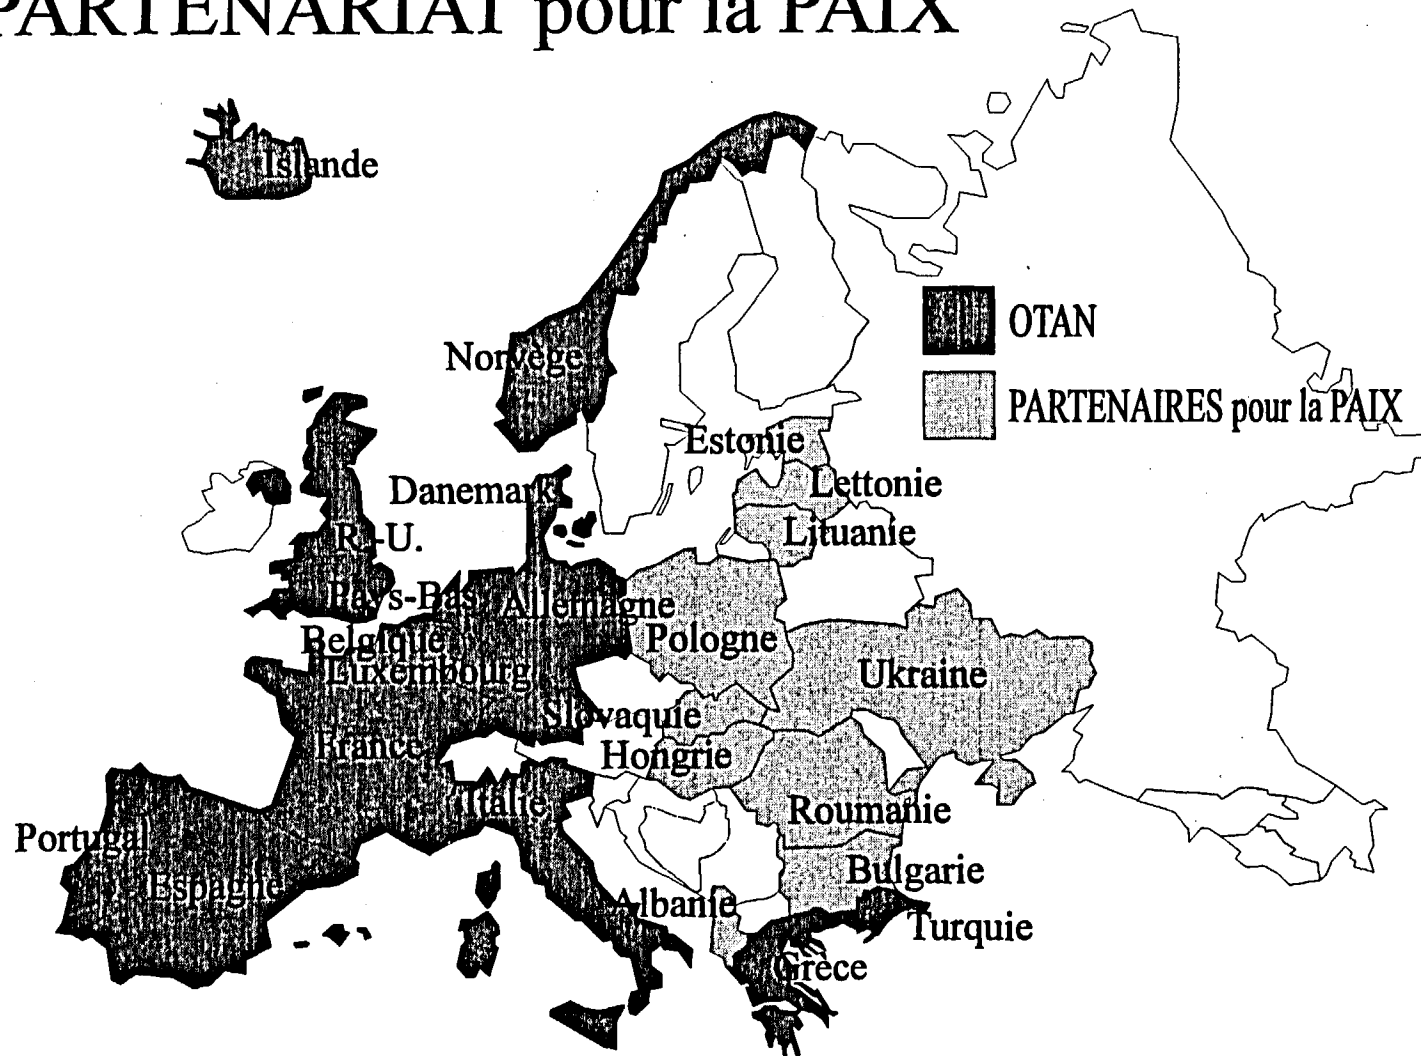 PARTENARIAT pour la PAIX
Islande
OTAN
Norvège
PARTENAIRES pour la PAIX
Estonie
Danemark
Lettonie
R.-U.
Lituanie
Pays-Bas
Allemagne
Belgique
Pologne
Luxembourg
Ukraine
Slovaquie
France
Hongrie
Italie
Roumanie
Portugal
Espagne
Bulgarie
Albanie
Turquie
Grèce